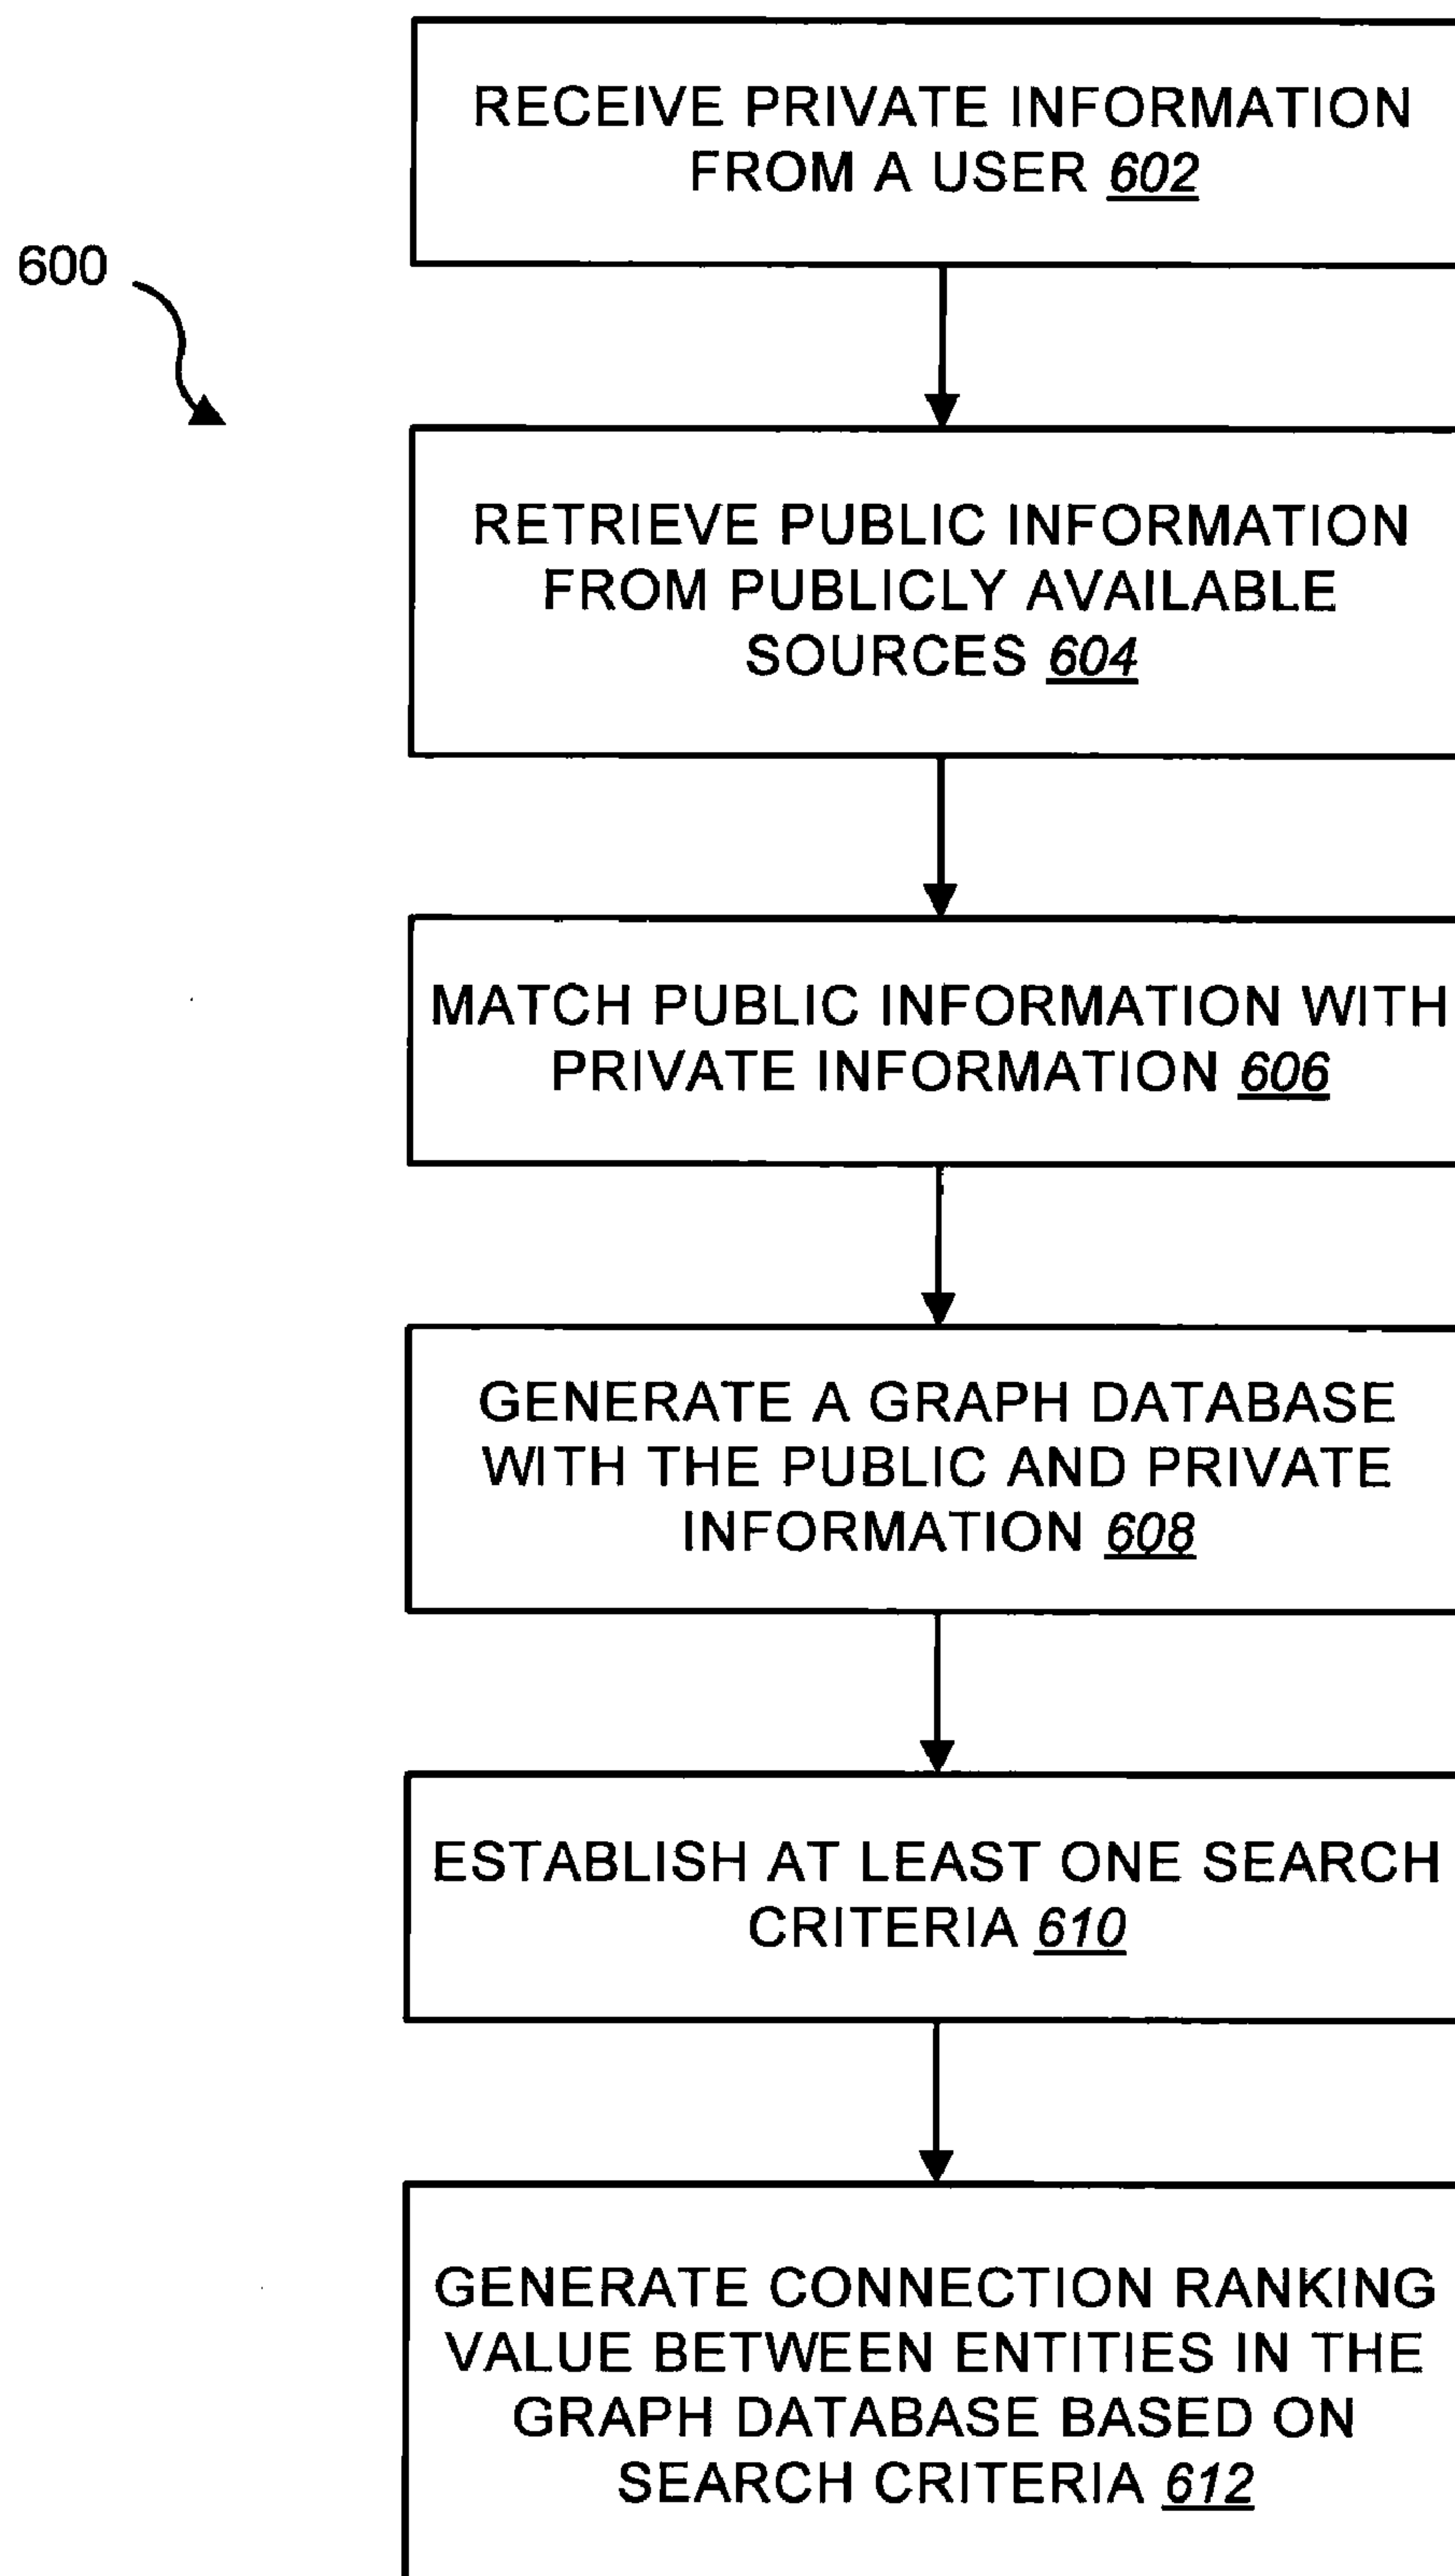 RECEIVE PRIVATE INFORMATION
FROM A USER 602
600
RETRIEVE PUBLIC INFORMATION
FROM PUBLICLY AVAILABLE
SOURCES 604
MATCH PUBLIC INFORMATION WITH
PRIVATE INFORMATION 606
GENERATE A GRAPH DATABASE
WITH THE PUBLIC AND PRIVATE
INFORMATION 608
ESTABLISH AT LEAST ONE SEARCH
CRITERIA 610
GENERATE CONNECTION RANKING
VALUE BETWEEN ENTITIES IN THE
GRAPH DATABASE BASED ON
SEARCH CRITERIA 612